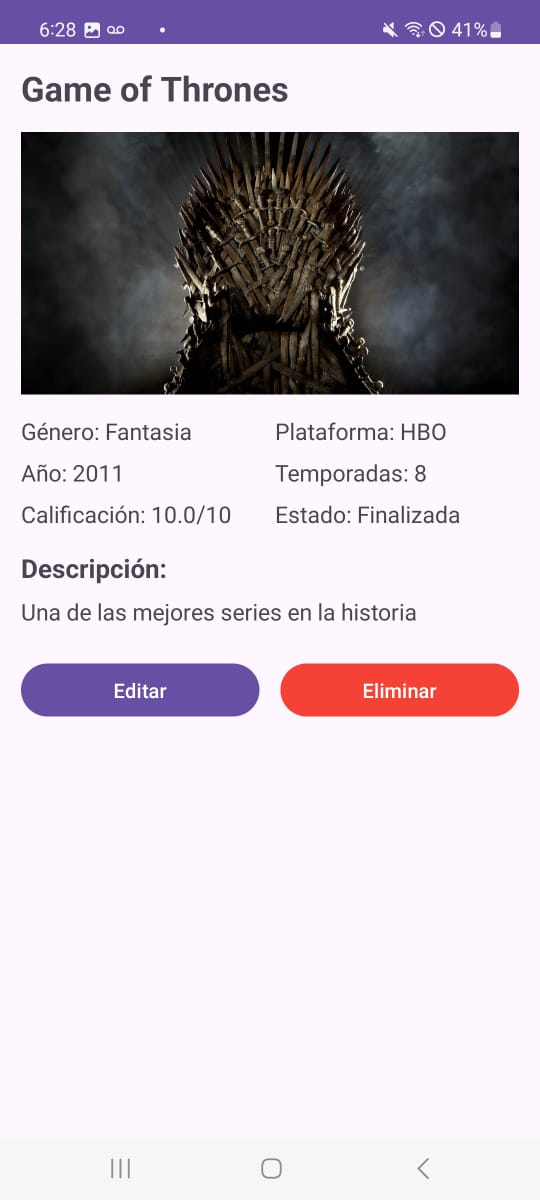 6:28 41%
Game of Thrones
Género: Fantasia Plataforma: HBO
Año: 2011 Temporadas: 8
Calificación: 10.0/10 Estado: Finalizada
Descripción:
Una de las mejores series en la historia
Editar Eliminar